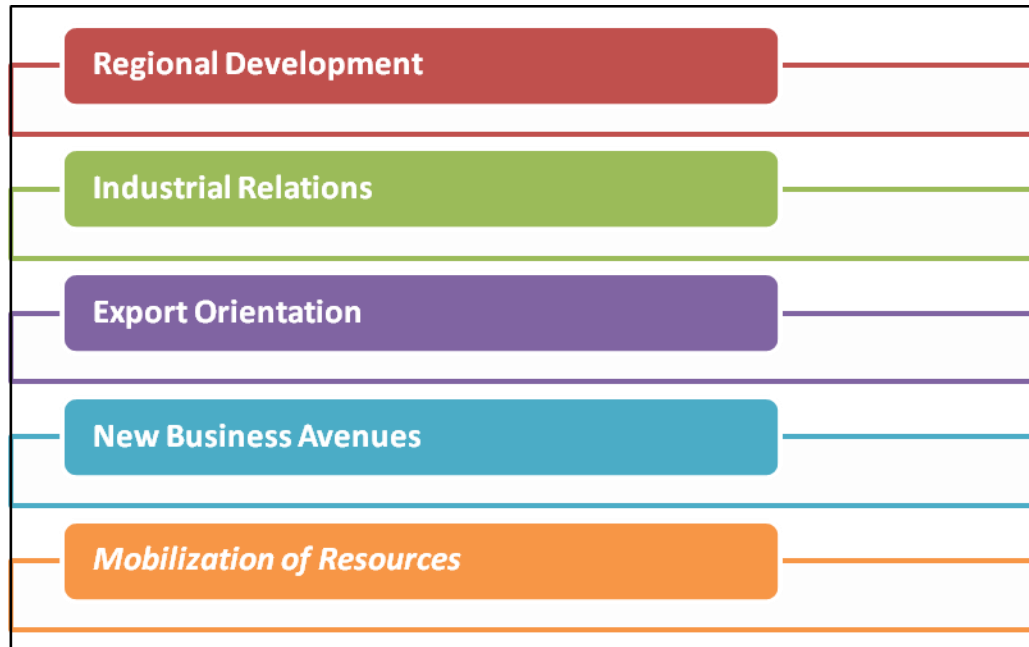 Regional Development
Industrial Relations
Export Orientation
New Business Avenues
Mobilization of Resources